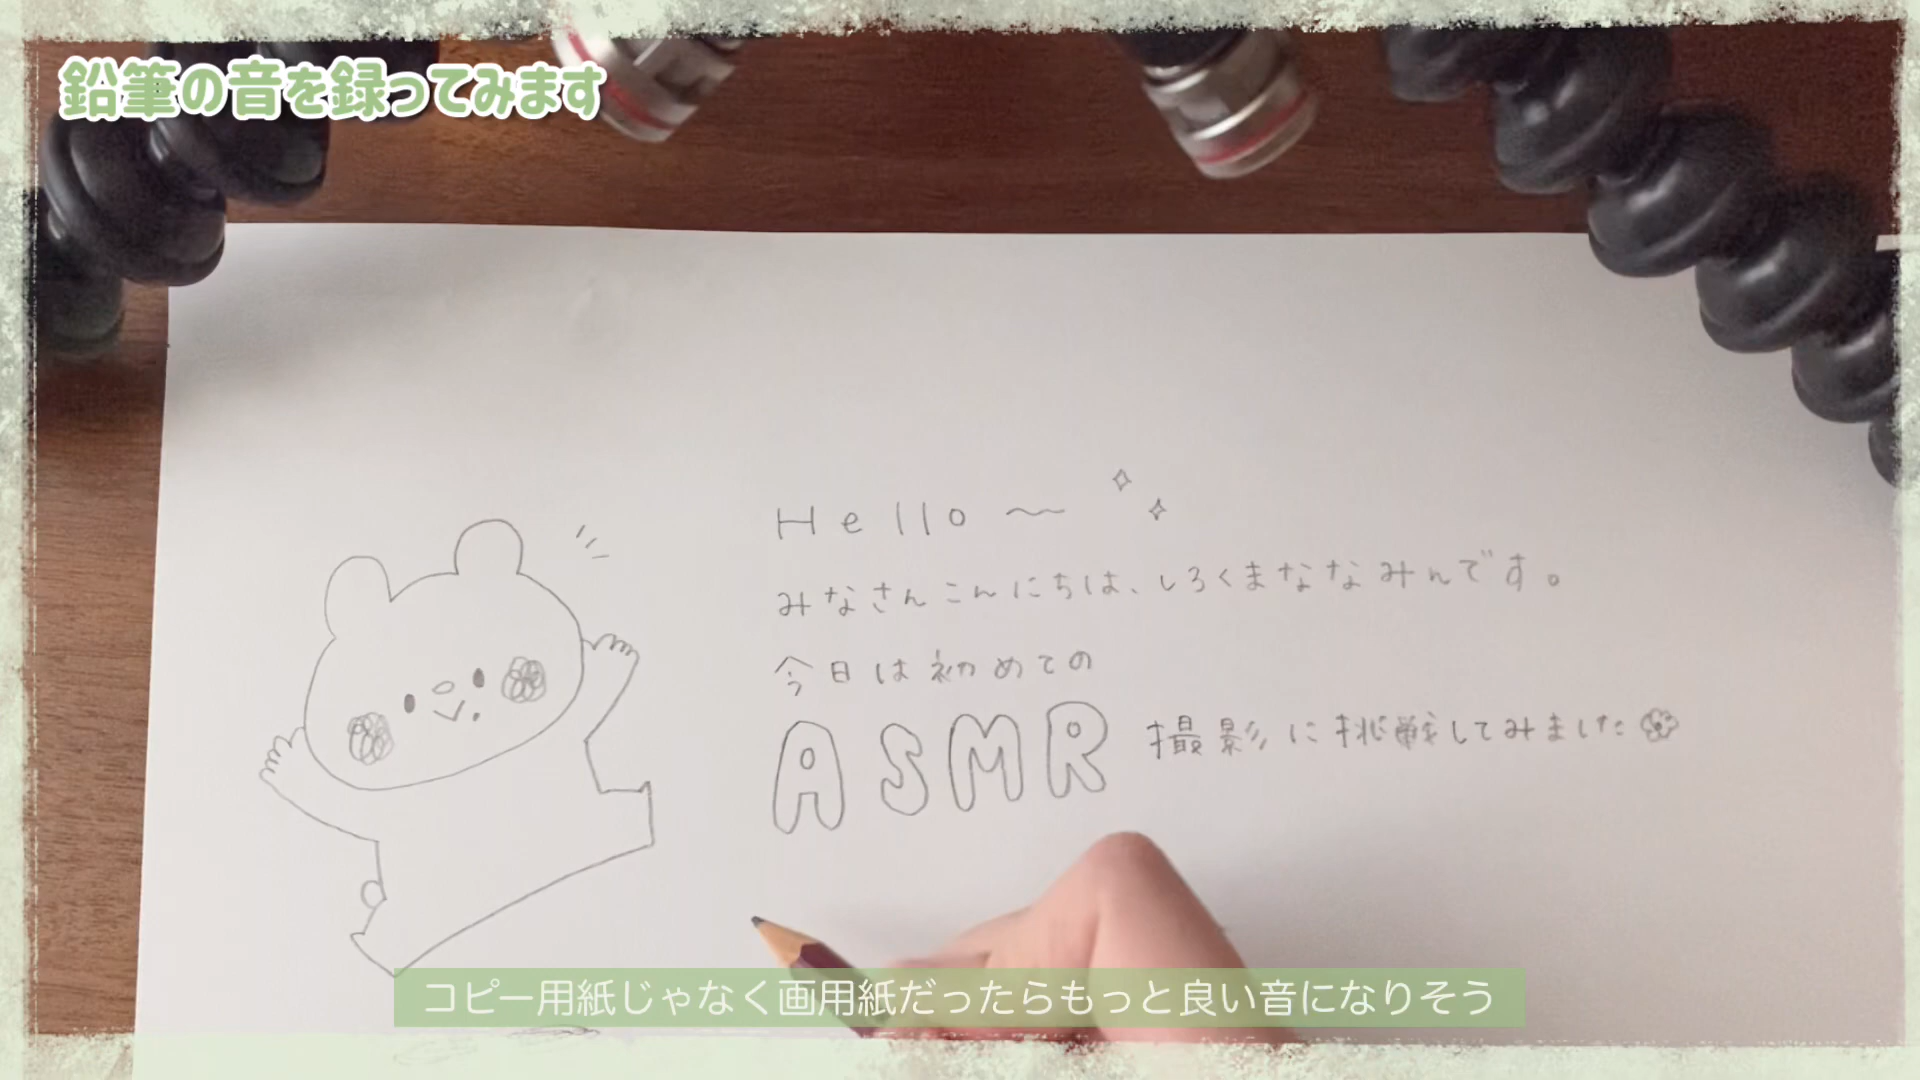 鉛筆の音を録ってみます
Hello〜
みなさんこんにちは、しろくまななみんです。
今日は初めての
ASMR 撮影に挑戦してみました
コピー用紙じゃなく画用紙だったらもっと良い音になりそう